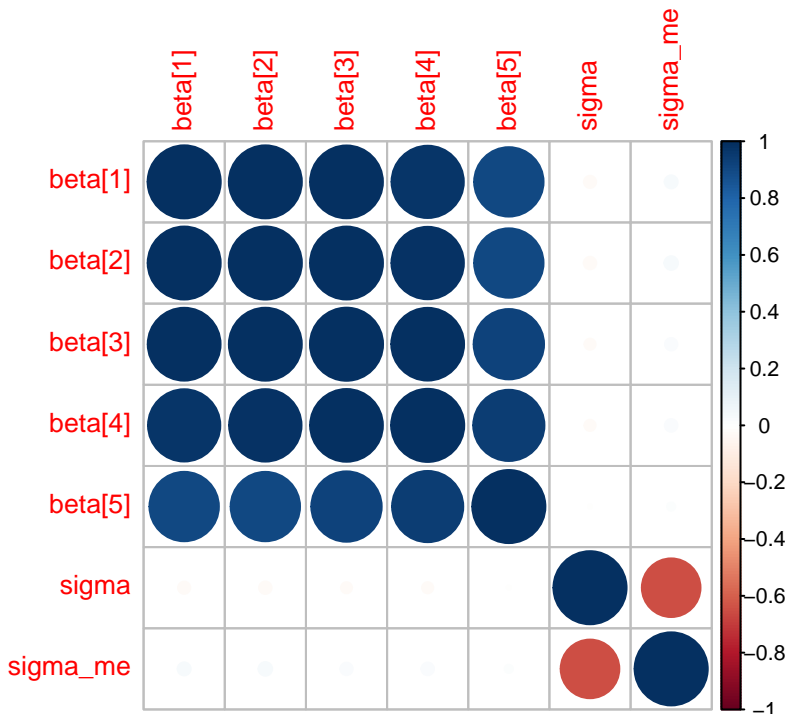 beta[1]
beta[2]
beta[3]
beta[4]
beta[5]
sigma
sigma_me
beta[1]
beta[2]
beta[3]
beta[4]
beta[5]
sigma
sigma_me
1
0.8
0.6
0.4
0.2
0
−0.2
−0.4
−0.6
−0.8
−1